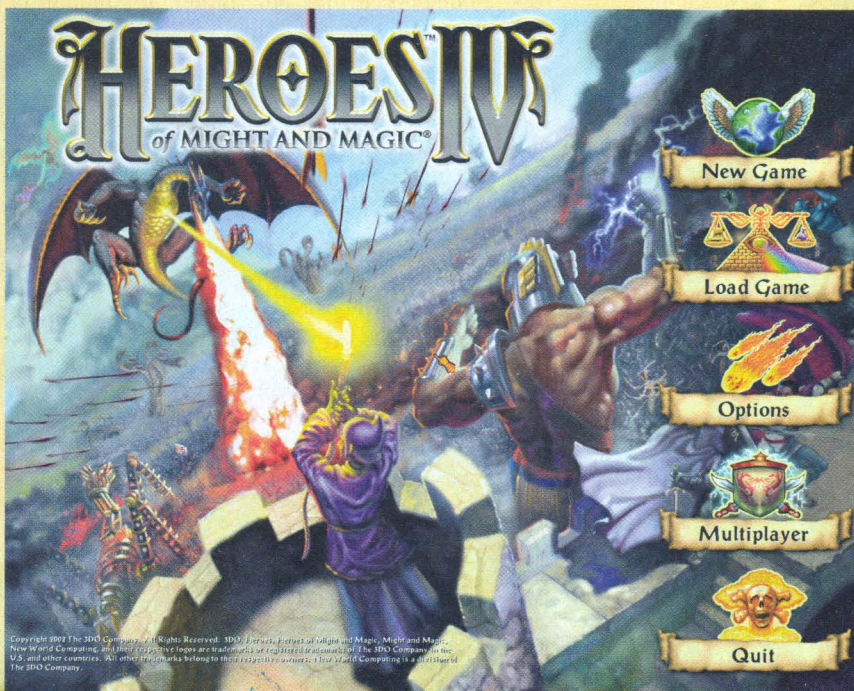 HEROES IV™
of MIGHT AND MAGIC®
New Game
Load Game
Options
Multiplayer
Quit
Copyright 2002 The 3DO Company. All Rights Reserved. 3DO, Heroes, Heroes of Might and Magic, Might and Magic,
New World Computing, and their respective logos are trademarks or registered trademarks of The 3DO Company in the
U.S. and other countries. All other trademarks belong to their respective owners. New World Computing is a division of
The 3DO Company.